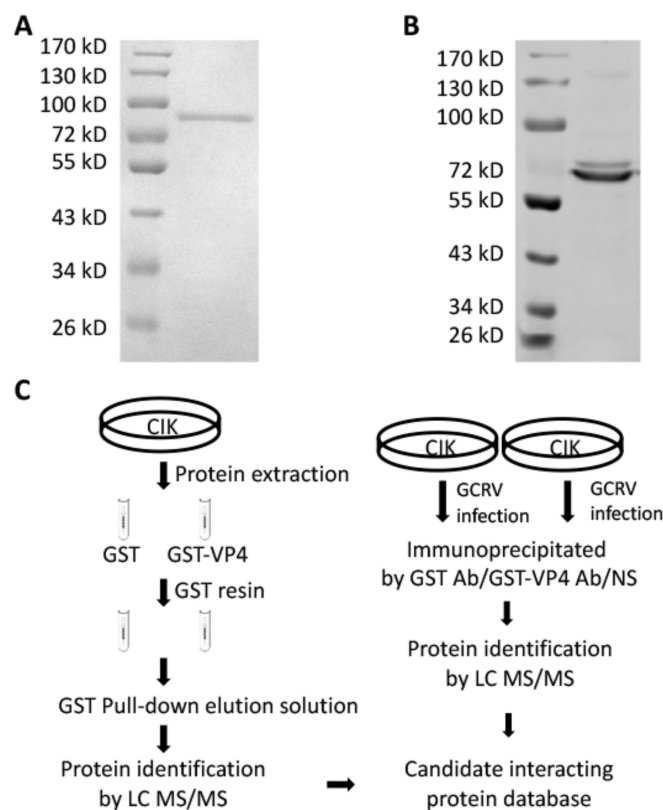 A
170 kD
130 kD
100 kD
72 kD
55 kD
43 kD
34 kD
26 kD
B
170 kD
130 kD
100 kD
72 kD
55 kD
43 kD
34 kD
26 kD
C
CIK
Protein extraction
GST
GST-VP4
GST resin
GST Pull-down elution solution
Protein identification
by LC MS/MS
CIK
CIK
GCRV
infection
GCRV
infection
Immunoprecipitated
by GST Ab/GST-VP4 Ab/NS
Protein identification
by LC MS/MS
Candidate interacting
protein database